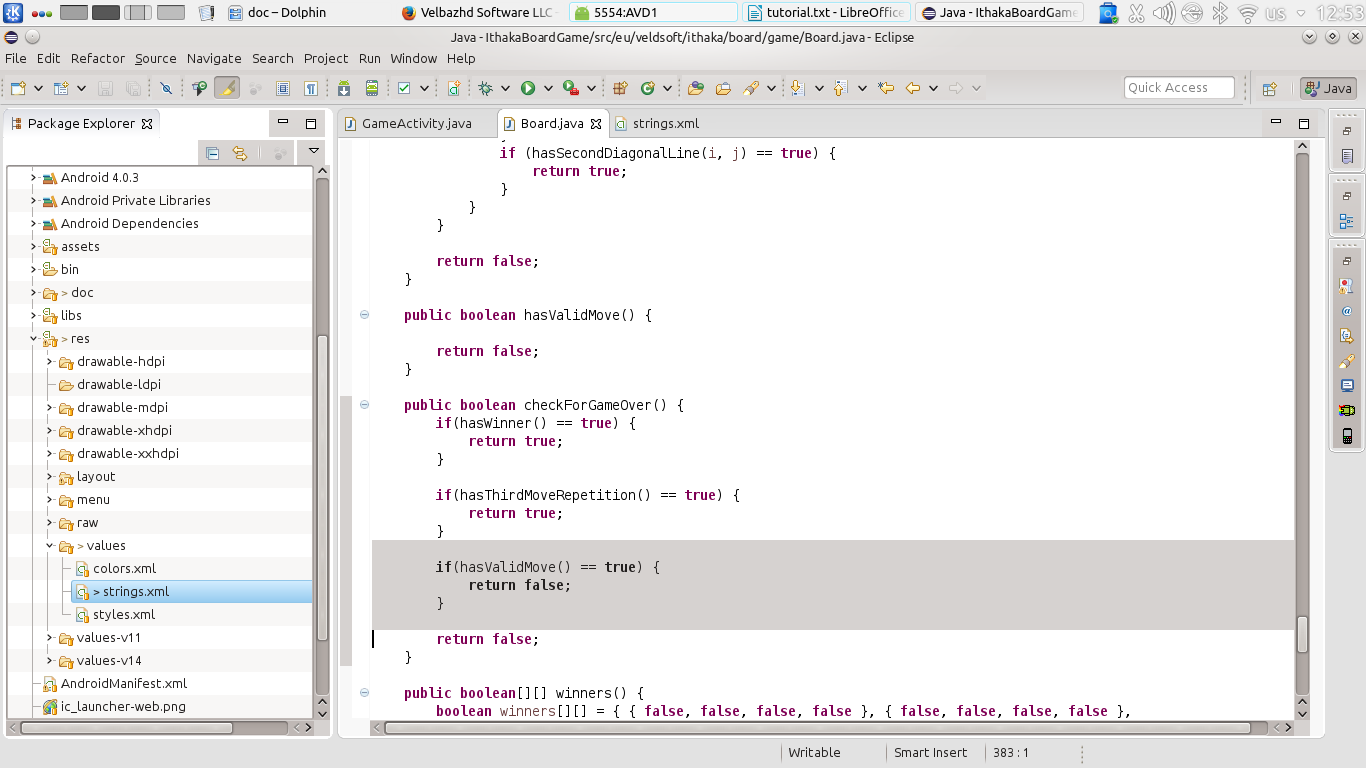 doc – Dolphin
Velbazhd Software LLC
5554:AVD1
tutorial.txt - LibreOffice
Java - IthakaBoardGame
us
12:53
Java - IthakaBoardGame/src/eu/veldsoft/ithaka/board/game/Board.java - Eclipse
File Edit Refactor Source Navigate Search Project Run Window Help
Quick Access
Java
Package Explorer
GameActivity.java
Board.java
strings.xml
Android 4.0.3
Android Private Libraries
Android Dependencies
assets
bin
> doc
libs
> res
drawable-hdpi
drawable-ldpi
drawable-mdpi
drawable-xhdpi
drawable-xxhdpi
layout
menu
raw
> values
colors.xml
> strings.xml
styles.xml
values-v11
values-v14
AndroidManifest.xml
ic_launcher-web.png
if (hasSecondDiagonalLine(i, j) == true) {
return true;
}
}
}
return false;
}
public boolean hasValidMove() {
return false;
}
public boolean checkForGameOver() {
if(hasWinner() == true) {
return true;
}
if(hasThirdMoveRepetition() == true) {
return true;
}
if(hasValidMove() == true) {
return false;
}
return false;
}
public boolean[][] winners() {
boolean winners[][] = { { false, false, false, false }, { false, false, false, false },
Writable
Smart Insert
383 : 1